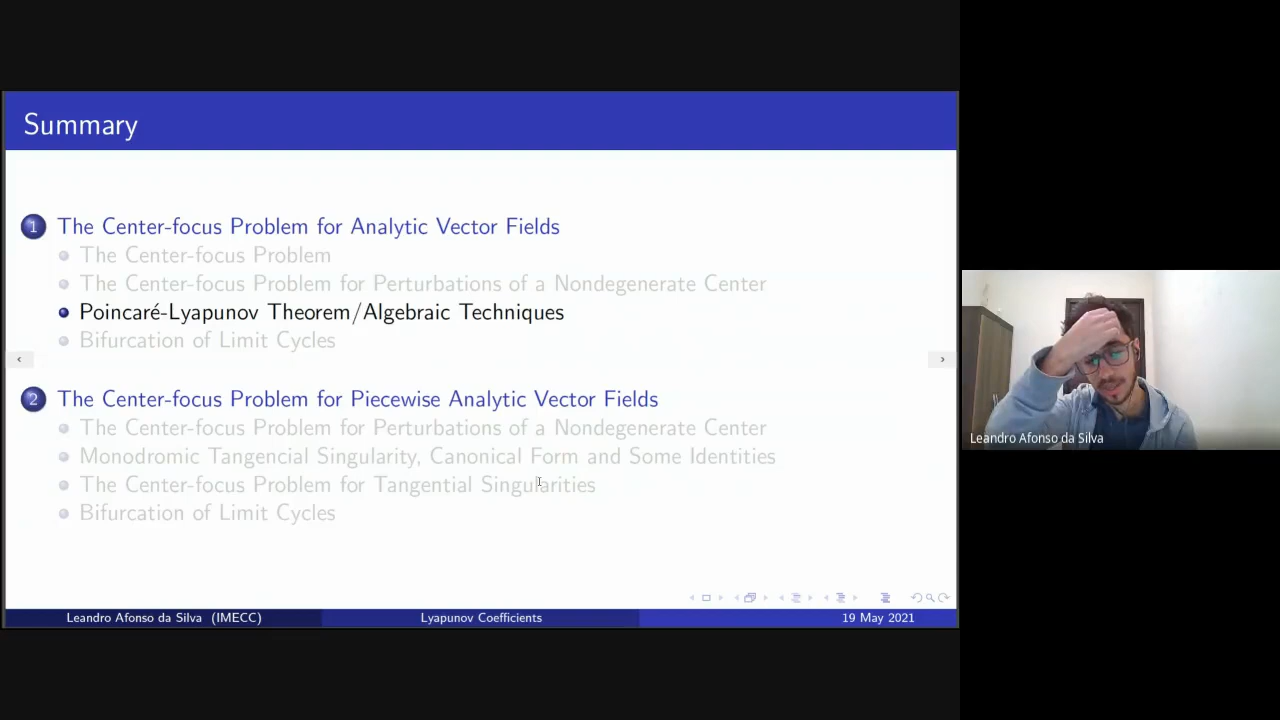 Summary
1 The Center-focus Problem for Analytic Vector Fields
The Center-focus Problem
The Center-focus Problem for Perturbations of a Nondegenerate Center
Poincaré-Lyapunov Theorem/Algebraic Techniques
Bifurcation of Limit Cycles
2 The Center-focus Problem for Piecewise Analytic Vector Fields
The Center-focus Problem for Perturbations of a Nondegenerate Center
Monodromic Tangencial Singularity, Canonical Form and Some Identities
The Center-focus Problem for Tangential Singularities
Bifurcation of Limit Cycles
Leandro Afonso da Silva (IMECC) Lyapunov Coefficients 19 May 2021
Leandro Afonso da Silva